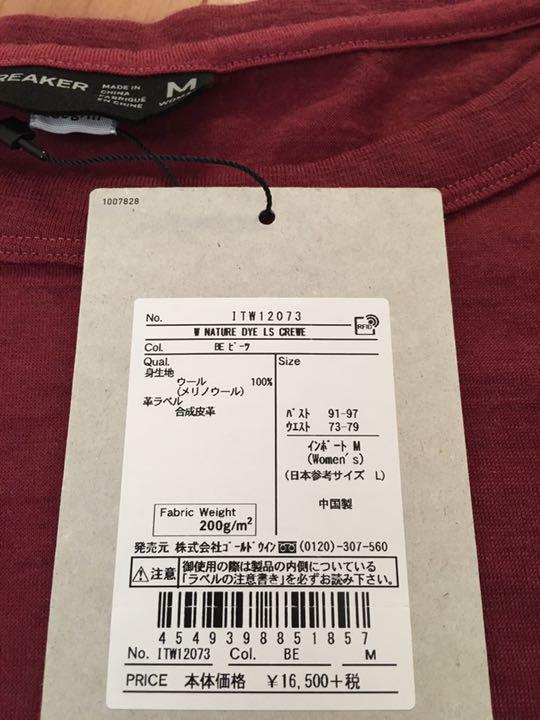 REAKER
MADE IN
CHINA
FABRIQUÉ
EN CHINE
M
1007828
No. ITW12073
W NATURE DYE LS CREWE
RFID
Col. BE ﾋﾞｰﾂ
Qual.
身生地
ウール 100%
(メリノウール)
革ラベル
合成皮革
Size
ﾊﾞｽﾄ 91-97
ｳｴｽﾄ 73-79
ｲﾝﾎﾟｰﾄ M
(Women's)
(日本参考サイズ L)
中国製
Fabric Weight
200g/m²
発売元 株式会社ｺﾞｰﾙﾄﾞｳｲﾝ (0120)-307-560
注意 御使用の際は製品の内側についている
「ラベルの注意書き」を必ずお読み下さい。
4549398851857
No. ITW12073 Col. BE M
PRICE 本体価格 ¥16,500+税